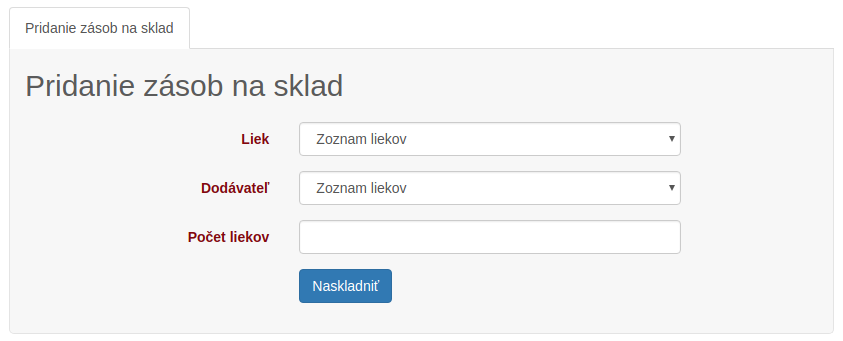 Pridanie zásob na sklad
Pridanie zásob na sklad
Liek
Zoznam liekov
Dodávateľ
Zoznam liekov
Počet liekov
Naskladniť